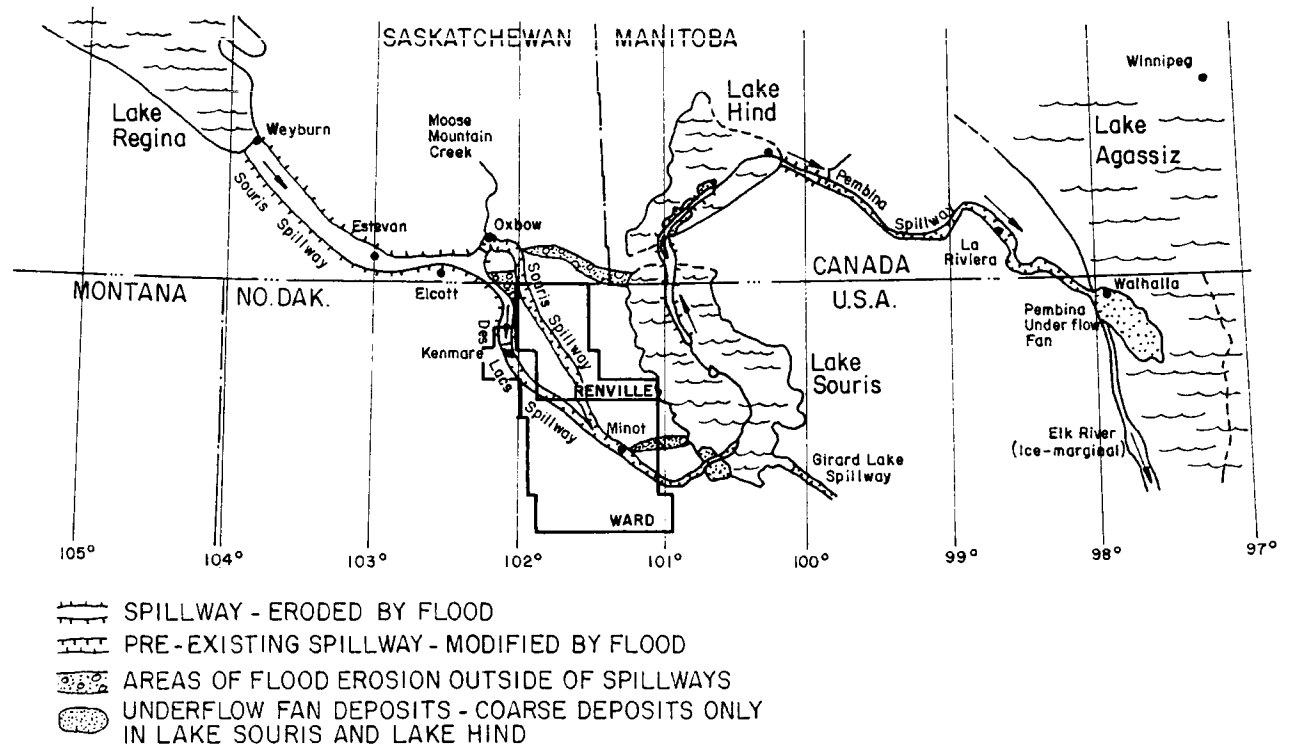 SASKATCHEWAN
MANITOBA
Winnipeg
Lake
Hind
Lake
Regina
Weyburn
Moose
Mountain
Creek
Lake
Agassiz
Souris Spillway
Estevan
Oxbow
Pembina Spillway
La
Riviera
CANADA
U.S.A.
MONTANA
NO. DAK.
Elcott
Souris Spillway
Walhalla
Pembina
Underflow
Fan
Des Lacs Spillway
Kenmare
Lake
Souris
RENVILLE
Minot
Elk River
(Ice-marginal)
Girard Lake
Spillway
WARD
105° 104° 103° 102° 101° 100° 99° 98° 97°
SPILLWAY - ERODED BY FLOOD
PRE-EXISTING SPILLWAY - MODIFIED BY FLOOD
AREAS OF FLOOD EROSION OUTSIDE OF SPILLWAYS
UNDERFLOW FAN DEPOSITS - COARSE DEPOSITS ONLY
IN LAKE SOURIS AND LAKE HIND